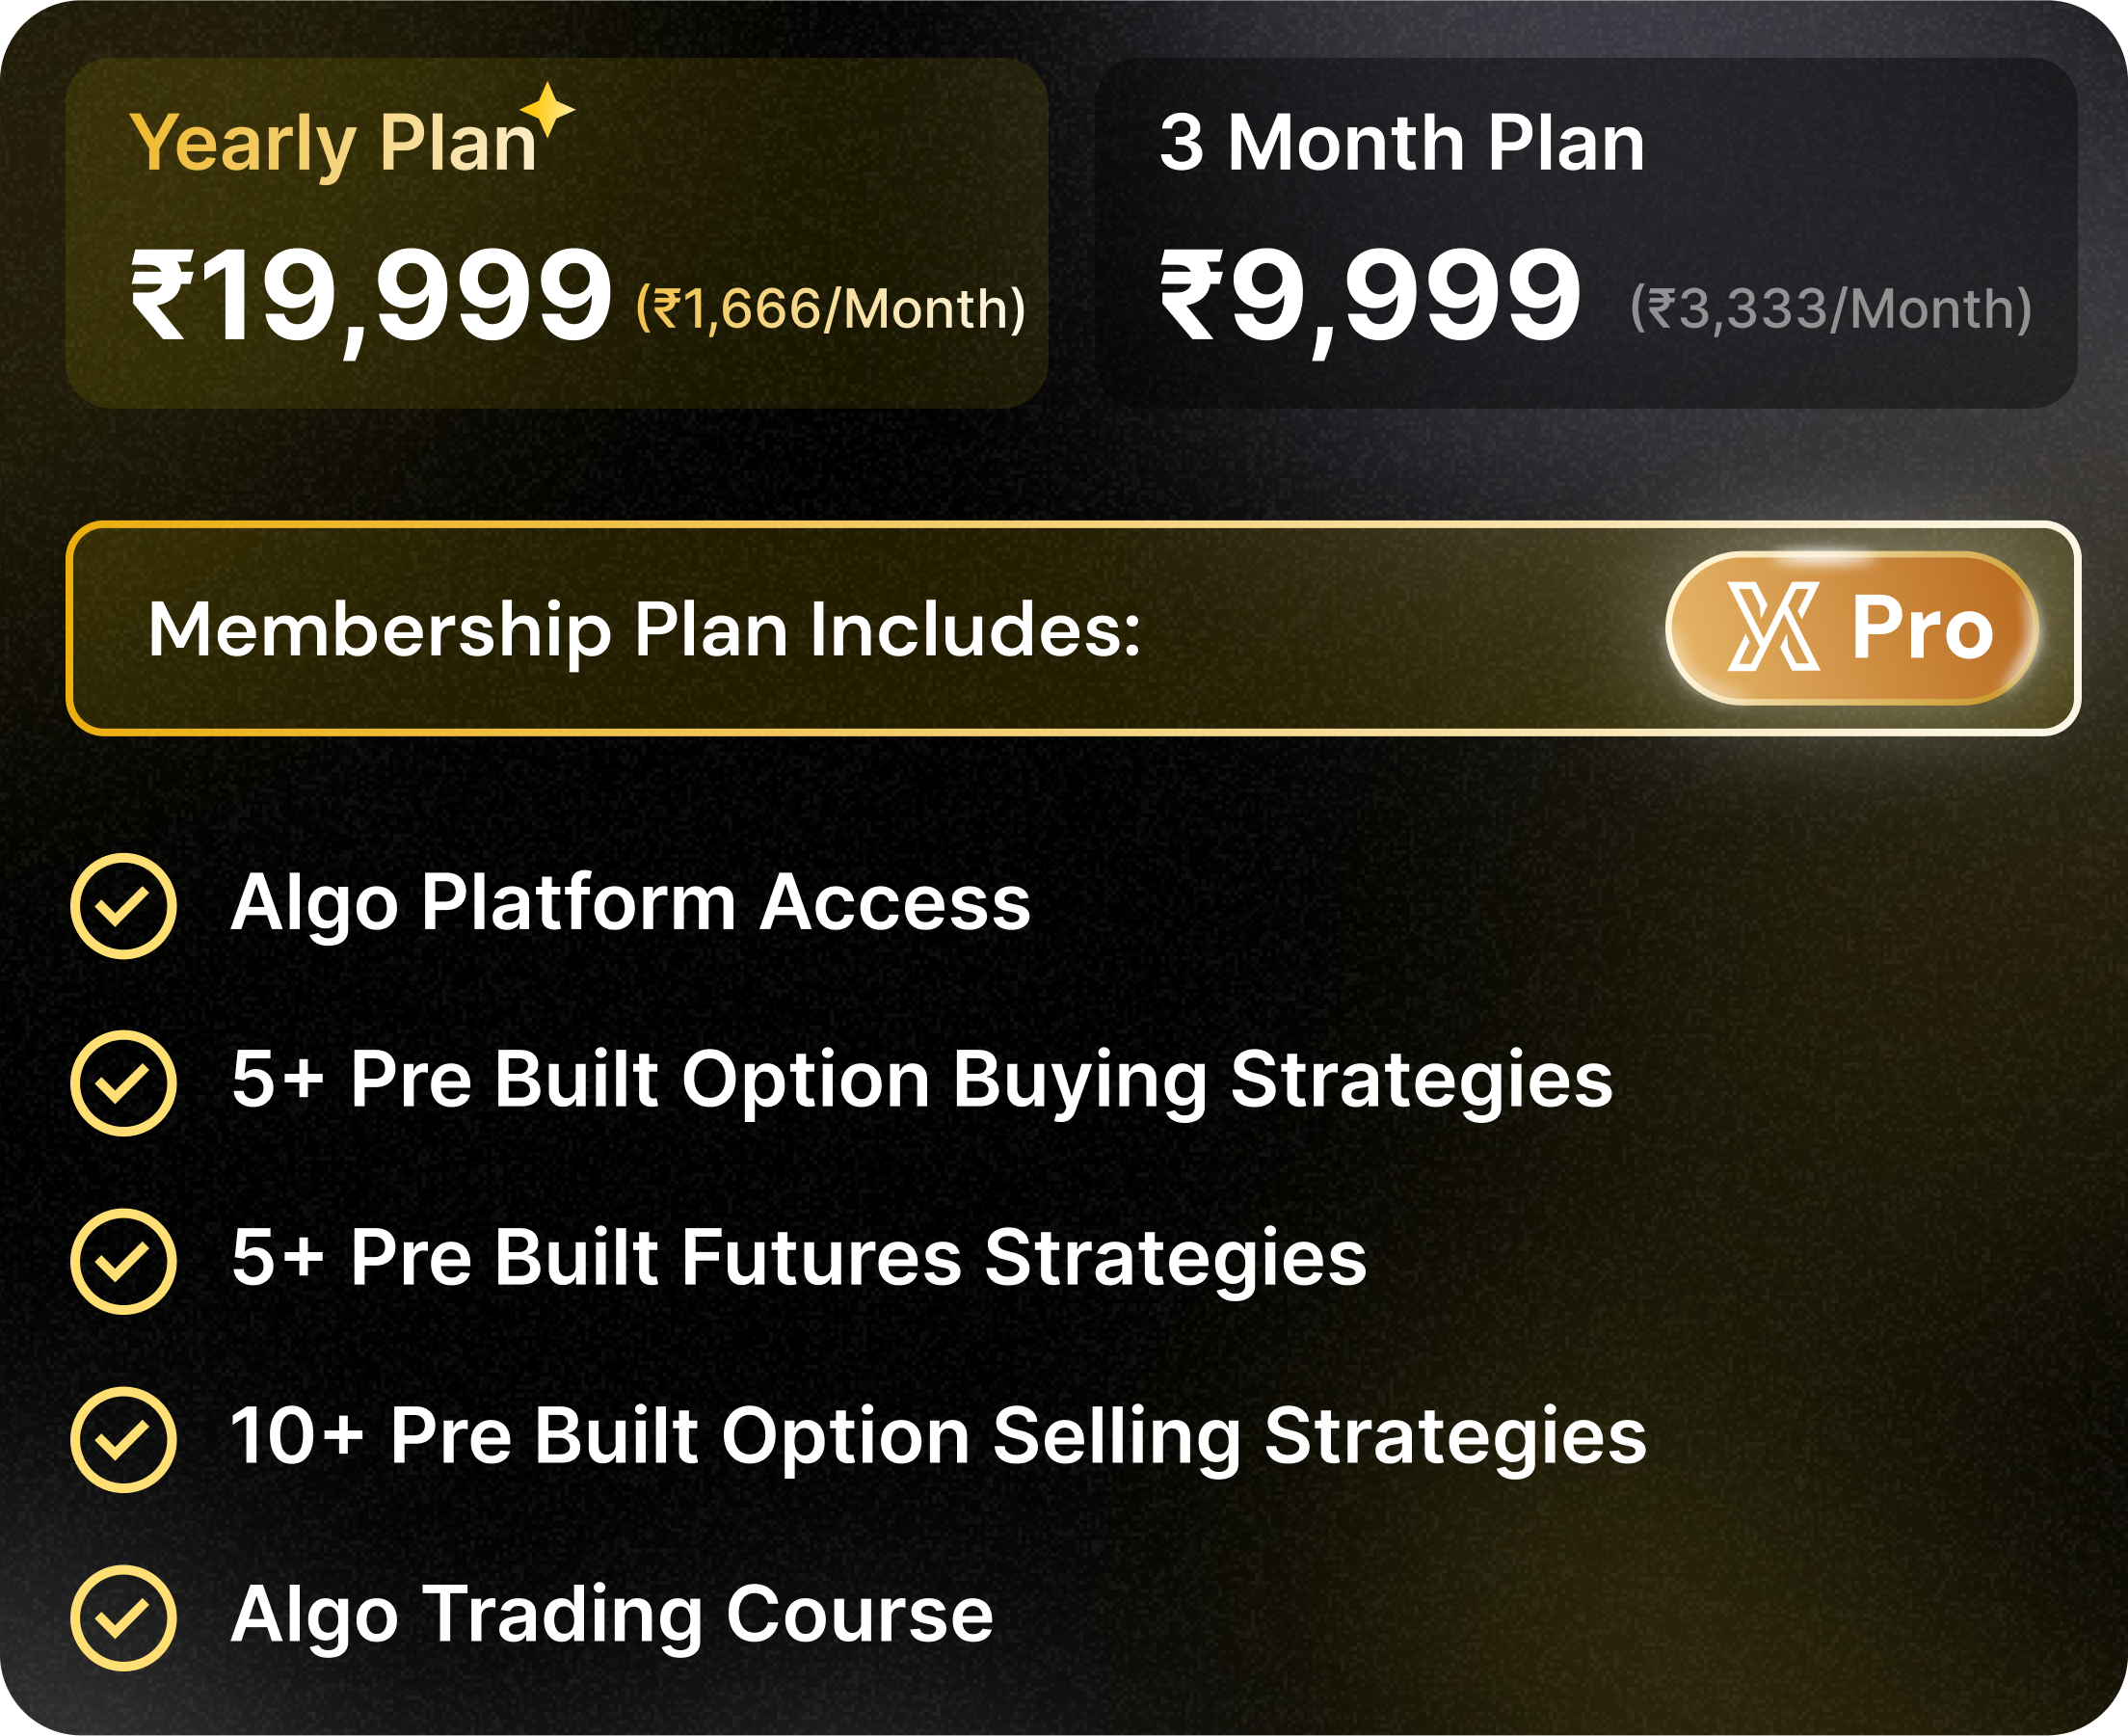 Yearly Plan
₹19,999 (₹1,666/Month)
3 Month Plan
₹9,999 (₹3,333/Month)
Membership Plan Includes:
X Pro
Algo Platform Access
5+ Pre Built Option Buying Strategies
5+ Pre Built Futures Strategies
10+ Pre Built Option Selling Strategies
Algo Trading Course